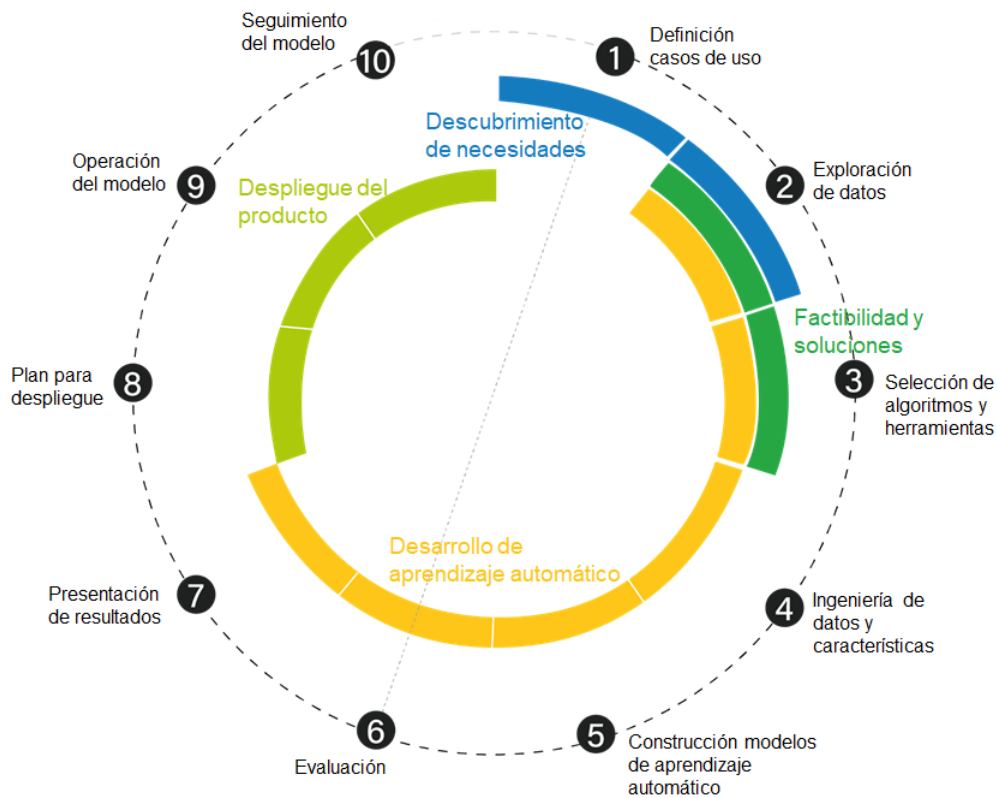 Seguimiento
del modelo
10
1
Definición
casos de uso
Descubrimiento
de necesidades
2
Exploración
de datos
Operación
del modelo
9
Despliegue del
producto
Factibilidad y
soluciones
3
Selección de
algoritmos y
herramientas
Plan para
despliegue
8
Desarrollo de
aprendizaje automático
Presentación
de resultados
7
4
Ingeniería de
datos y
características
6
Evaluación
5
Construcción modelos
de aprendizaje
automático